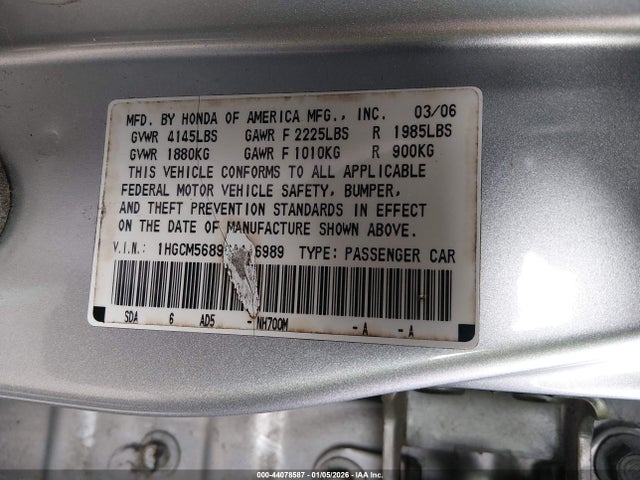 MFD. BY HONDA OF AMERICA MFG., INC. 03/06
GVWR 4145LBS GAWR F 2225LBS R 1985LBS
GVWR 1880KG GAWR F 1010KG R 900KG
THIS VEHICLE CONFORMS TO ALL APPLICABLE
FEDERAL MOTOR VEHICLE SAFETY, BUMPER,
AND THEFT PREVENTION STANDARDS IN EFFECT
ON THE DATE OF MANUFACTURE SHOWN ABOVE.
V.I.N.: TYPE: PASSENGER CAR
SDA 6 AD5 - NH700M - A - A
000-44078587 - 01/05/2026 - IAA Inc.